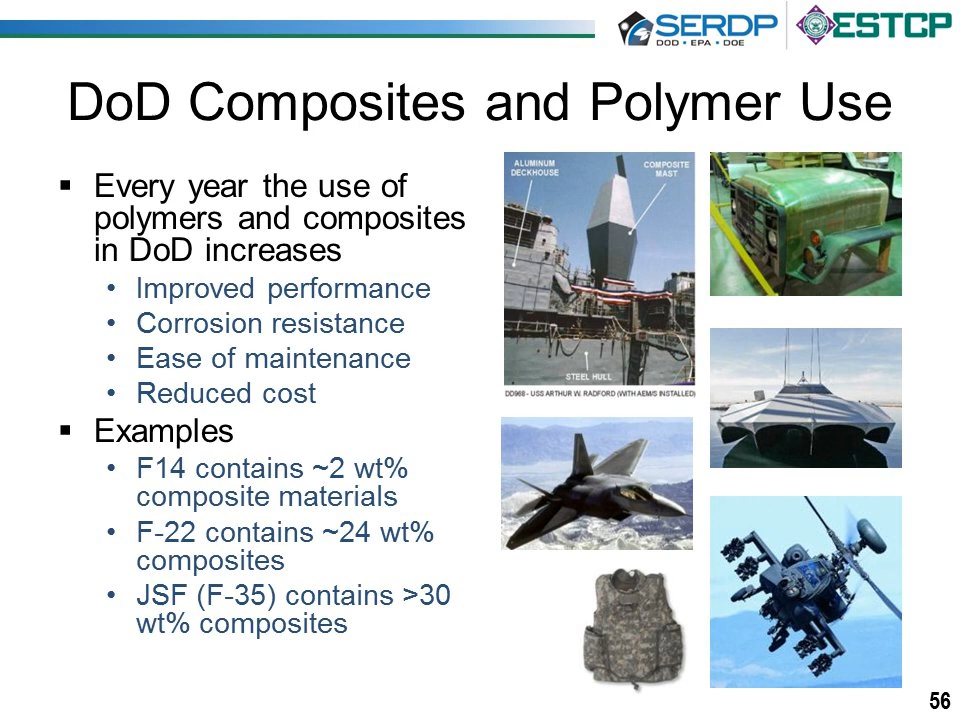 SERDP
DOD • EPA • DOE
ESTCP
DoD Composites and Polymer Use
▪ Every year the use of
polymers and composites
in DoD increases
• Improved performance
• Corrosion resistance
• Ease of maintenance
• Reduced cost
▪ Examples
• F14 contains ~2 wt%
composite materials
• F-22 contains ~24 wt%
composites
• JSF (F-35) contains >30
wt% composites
ALUMINUM
DECKHOUSE
COMPOSITE
MAST
STEEL HULL
DD968 - USS ARTHUR W. RADFORD (WITH AEM/S INSTALLED)
56